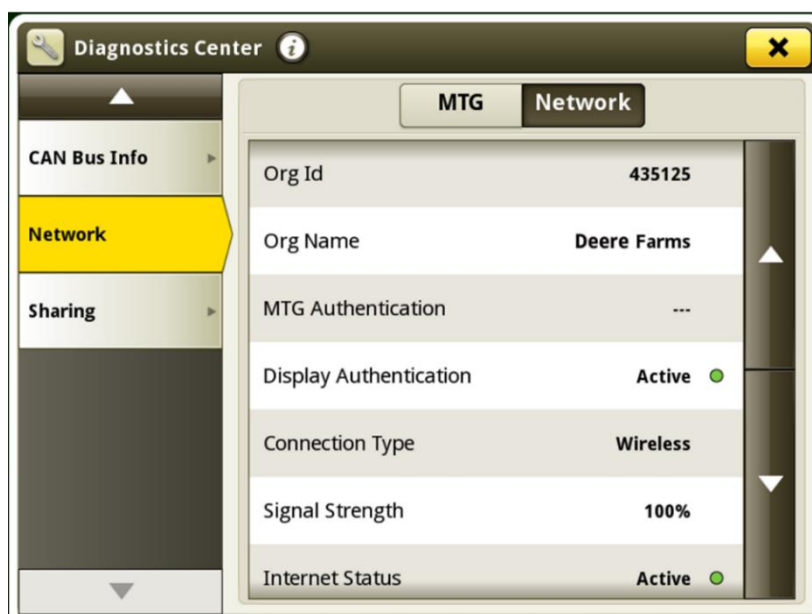 Diagnostics Center i
MTG Network
CAN Bus Info
Network
Sharing
Org Id 435125
Org Name Deere Farms
MTG Authentication ---
Display Authentication Active
Connection Type Wireless
Signal Strength 100%
Internet Status Active